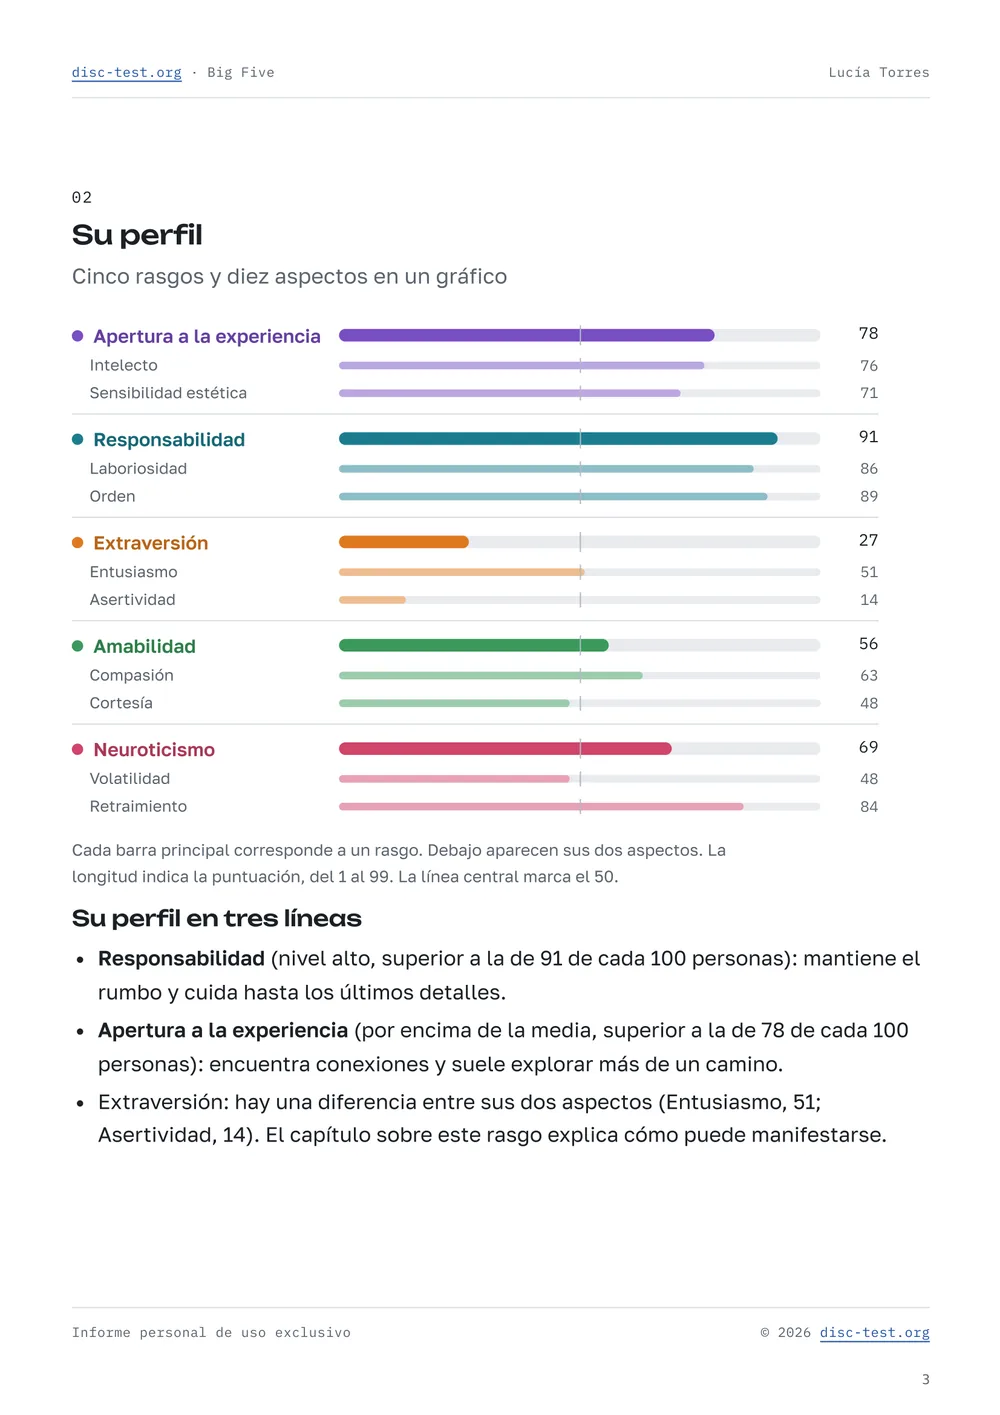 disc-test.org · Big Five
Lucía Torres
02
Su perfil
Cinco rasgos y diez aspectos en un gráfico
Apertura a la experiencia 78
Intelecto 76
Sensibilidad estética 71
Responsabilidad 91
Laboriosidad 86
Orden 89
Extraversión 27
Entusiasmo 51
Asertividad 14
Amabilidad 56
Compasión 63
Cortesía 48
Neuroticismo 69
Volatilidad 48
Retraimiento 84
Cada barra principal corresponde a un rasgo. Debajo aparecen sus dos aspectos. La
longitud indica la puntuación, del 1 al 99. La línea central marca el 50.
Su perfil en tres líneas
• Responsabilidad (nivel alto, superior a la de 91 de cada 100 personas): mantiene el
rumbo y cuida hasta los últimos detalles.
• Apertura a la experiencia (por encima de la media, superior a la de 78 de cada 100
personas): encuentra conexiones y suele explorar más de un camino.
• Extraversión: hay una diferencia entre sus dos aspectos (Entusiasmo, 51;
Asertividad, 14). El capítulo sobre este rasgo explica cómo puede manifestarse.
Informe personal de uso exclusivo
© 2026 disc-test.org
3